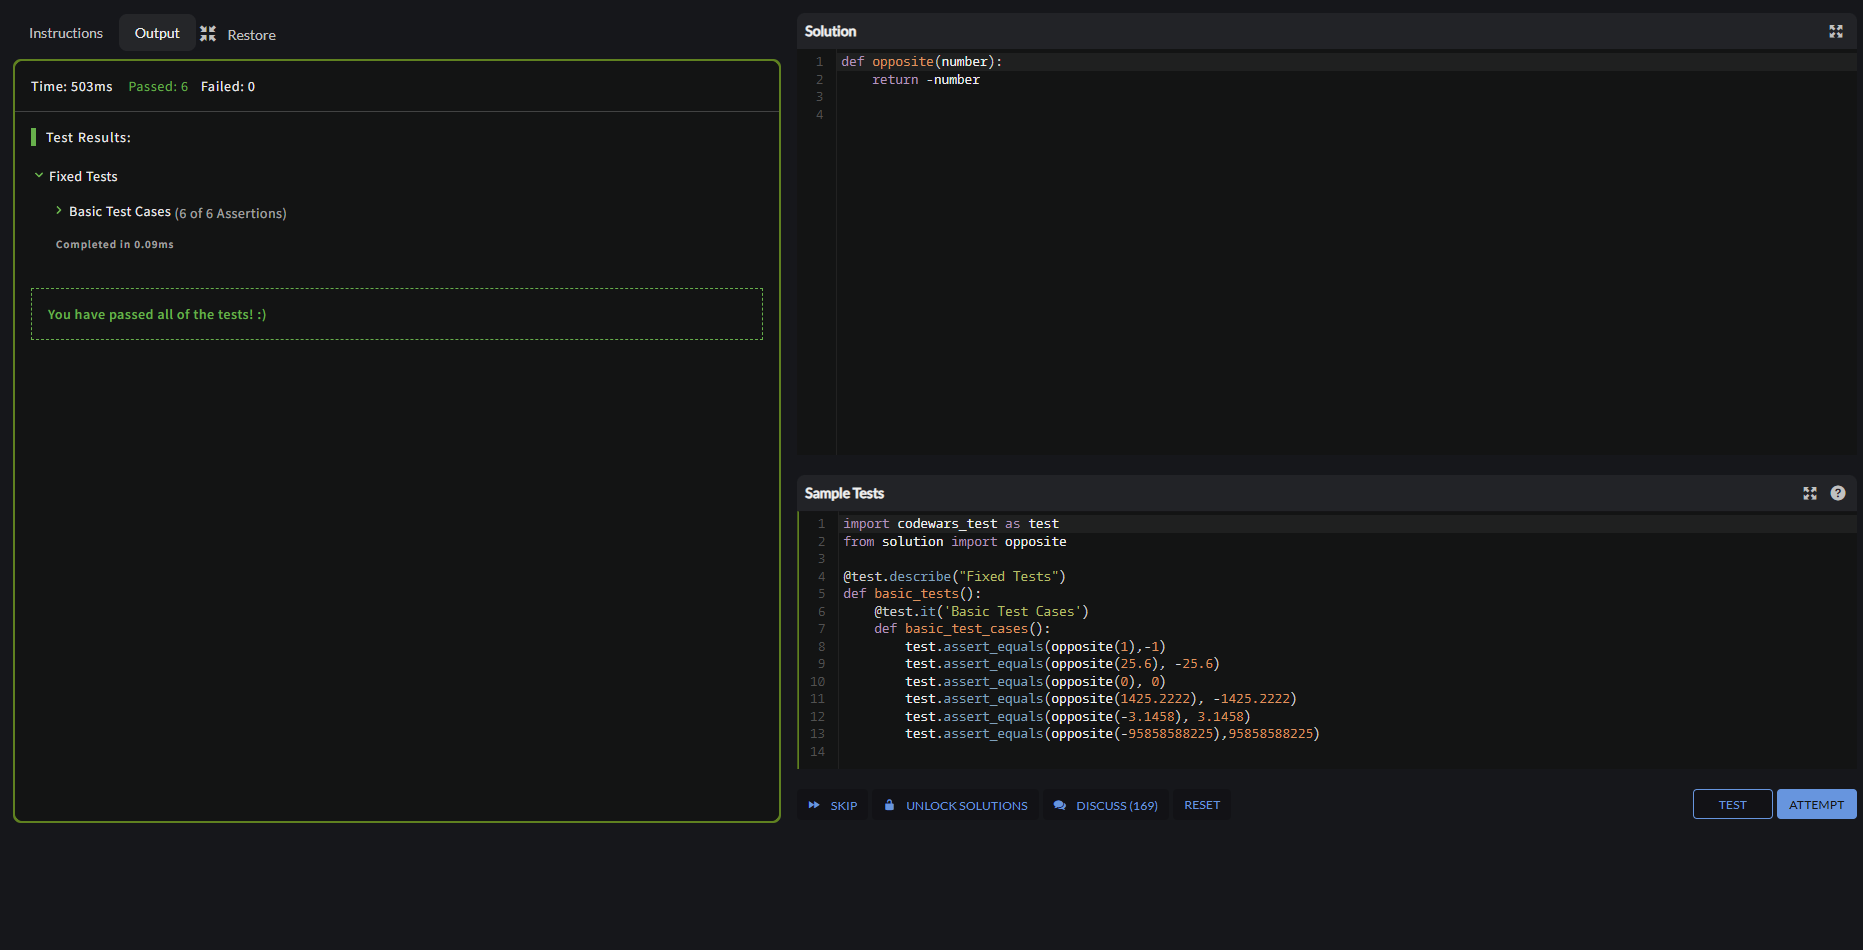 Instructions
Output
Restore
Time: 503ms Passed: 6 Failed: 0
Test Results:
Fixed Tests
Basic Test Cases (6 of 6 Assertions)
Completed in 0.09ms
You have passed all of the tests! :)
Solution
1 def opposite(number):
2     return -number
3
4
Sample Tests
?
1 import codewars_test as test
2 from solution import opposite
3
4 @test.describe("Fixed Tests")
5 def basic_tests():
6     @test.it('Basic Test Cases')
7     def basic_test_cases():
8         test.assert_equals(opposite(1),-1)
9         test.assert_equals(opposite(25.6), -25.6)
10         test.assert_equals(opposite(0), 0)
11         test.assert_equals(opposite(1425.2222), -1425.2222)
12         test.assert_equals(opposite(-3.1458), 3.1458)
13         test.assert_equals(opposite(-95858588225),95858588225)
14
SKIP
UNLOCK SOLUTIONS
DISCUSS (169)
RESET
TEST
ATTEMPT